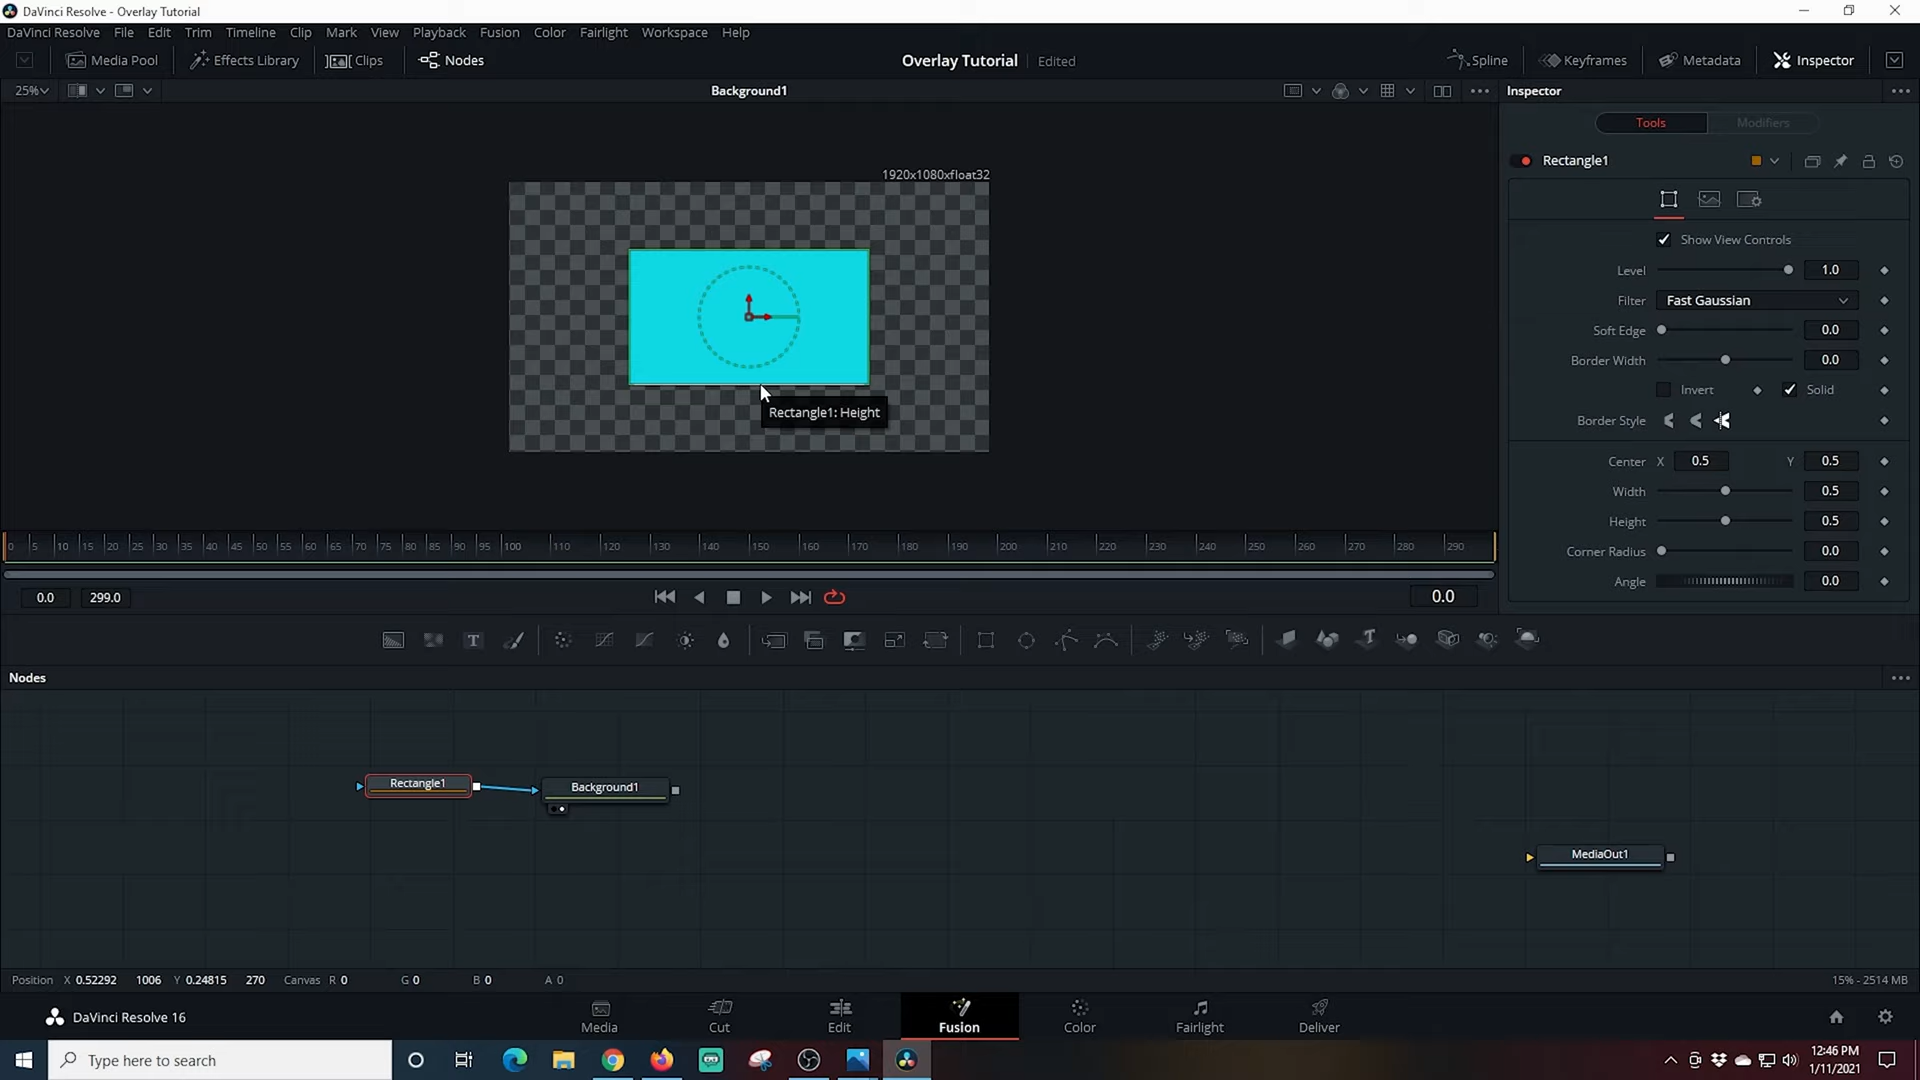 DaVinci Resolve - Overlay Tutorial
DaVinci Resolve File Edit Trim Timeline Clip Mark View Playback Fusion Color Fairlight Workspace Help
Media Pool Effects Library Clips Nodes Overlay Tutorial Edited Spline Keyframes Metadata Inspector
25% Background1 Inspector
Tools Modifiers
1920x1080xfloat32
Rectangle1
Show View Controls
Level 1.0
Filter Fast Gaussian
Soft Edge 0.0
Border Width 0.0
Invert Solid
Rectangle1: Height
Border Style
Center X 0.5 Y 0.5
Width 0.5
Height 0.5
Corner Radius 0.0
Angle 0.0
0 5 10 15 20 25 30 35 40 45 50 55 60 65 70 75 80 85 90 95 100 110 120 130 140 150 160 170 180 190 200 210 220 230 240 250 260 270 280 290
0.0 299.0 0.0
T
Nodes
Rectangle1 Background1
MediaOut1
Position X 0.52292 1006 Y 0.24815 270 Canvas R 0 G 0 B 0 A 0 15% - 2514 MB
DaVinci Resolve 16 Media Cut Edit Fusion Color Fairlight Deliver
Type here to search 12:46 PM
1/11/2021